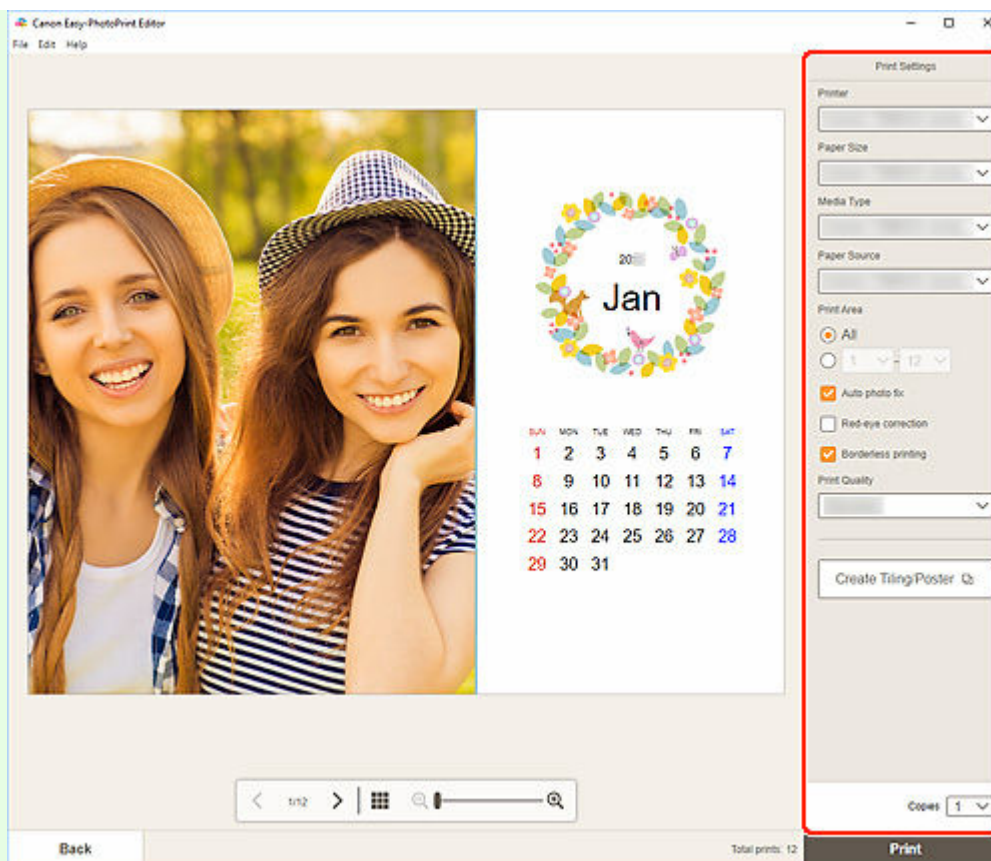 Canon Easy-PhotoPrint Editor
File Edit Help
Print Settings
Printer
Paper Size
Media Type
Paper Source
Print Area
All
1 - 12
Auto photo fix
Red-eye correction
Borderless printing
Print Quality
Create Tiling/Poster
Copies 1
20
Jan
SUN MON TUE WED THU FRI SAT
1 2 3 4 5 6 7
8 9 10 11 12 13 14
15 16 17 18 19 20 21
22 23 24 25 26 27 28
29 30 31
1/12
Back
Total prints: 12
Print